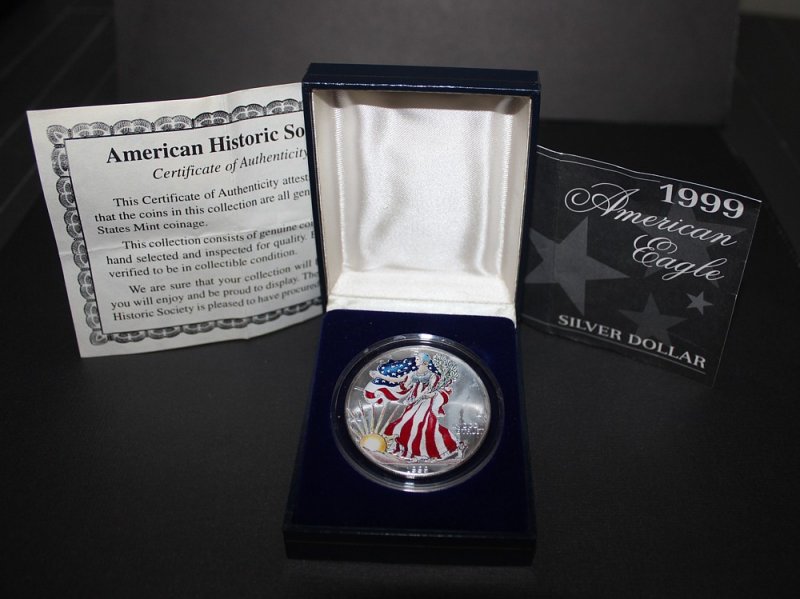 American Historic So
Certificate of Authenticity
This Certificate of Authenticity attest
that the coins in this collection are all gen
States Mint coinage.
This collection consists of genuine co
hand selected and inspected for quality.
verified to be in collectible condition.
We are sure that your collection will
you will enjoy and be proud to display. The
Historic Society is pleased to have procured
1999
1999
American
Eagle
SILVER DOLLAR